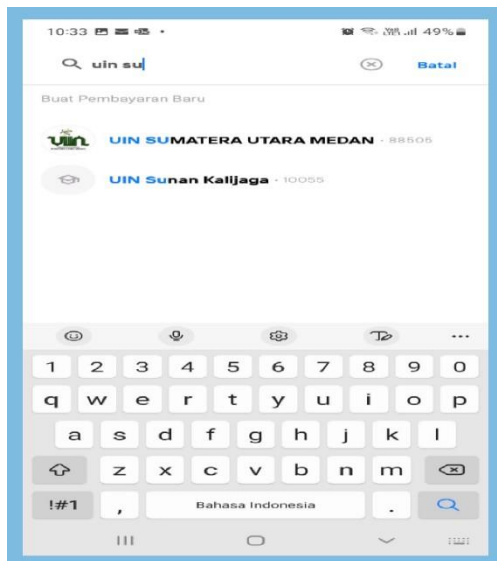 10:33
49%
uin su
Batal
Buat Pembayaran Baru
UIN SUMATERA UTARA MEDAN - 88505
UIN Sunan Kalijaga - 10055
1 2 3 4 5 6 7 8 9 0
q w e r t y u i o p
a s d f g h j k l
z x c v b n m
!#1 , Bahasa Indonesia .